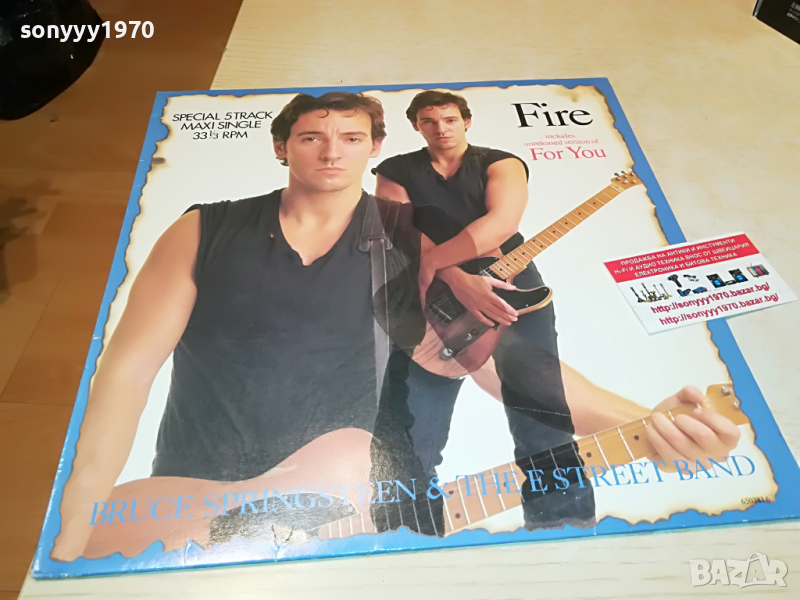 sonyyy1970
SPECIAL 5 TRACK
MAXI SINGLE
33 1/3 RPM
Fire
includes
unreleased version of
For You
ПРОДАЖБА НА АНТИКИ И ИНСТУМЕНТИ
Hi-Fi И АУДИО ТЕХНИКА ВНОС ОТ ШВЕЙЦАРИЯ
ЕЛЕКТРОНИКА И БИТОВА ТЕХНИКА
http://sonyyy1970.bazar.bg/
http://sonyyy1970.bazar.bg/
BRUCE SPRINGSTEEN & THE E STREET BAND
BAZAR
bg